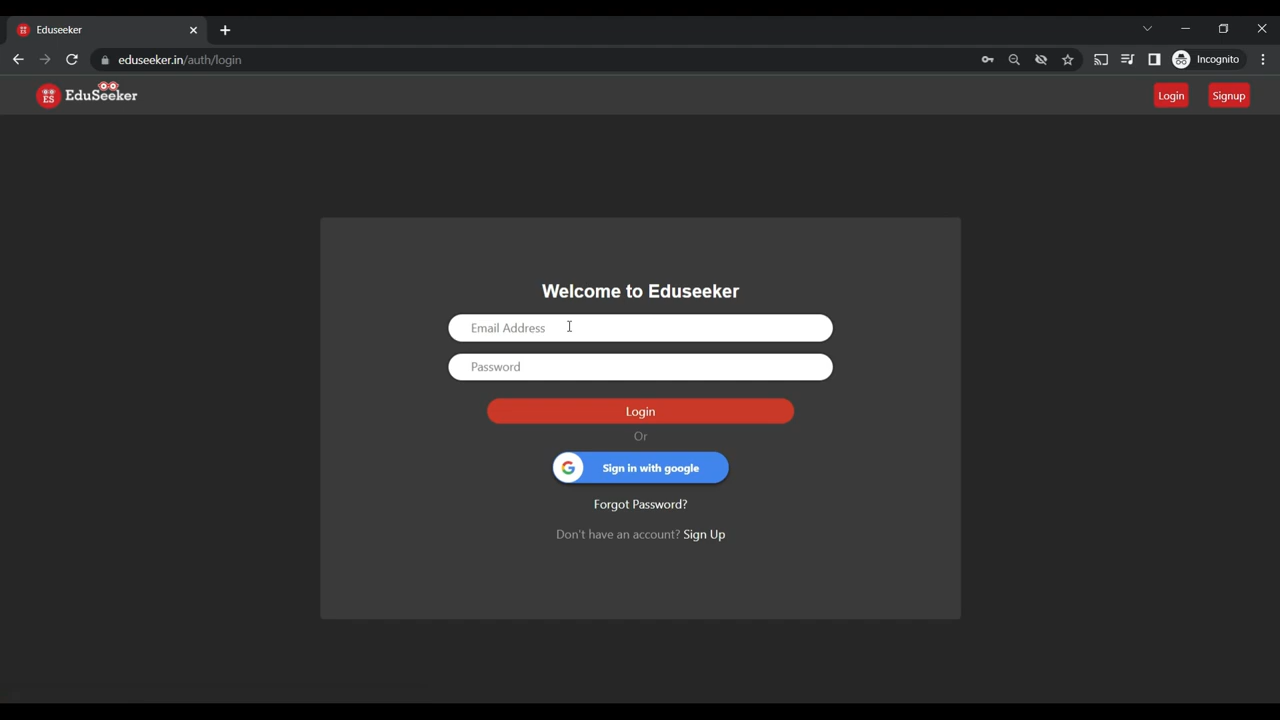 Eduseeker
eduseeker.in/auth/login
Incognito
ES EduSeeker
Login
Signup
Welcome to Eduseeker
Email Address
Password
Login
Or
G Sign in with google
Forgot Password?
Don't have an account? Sign Up